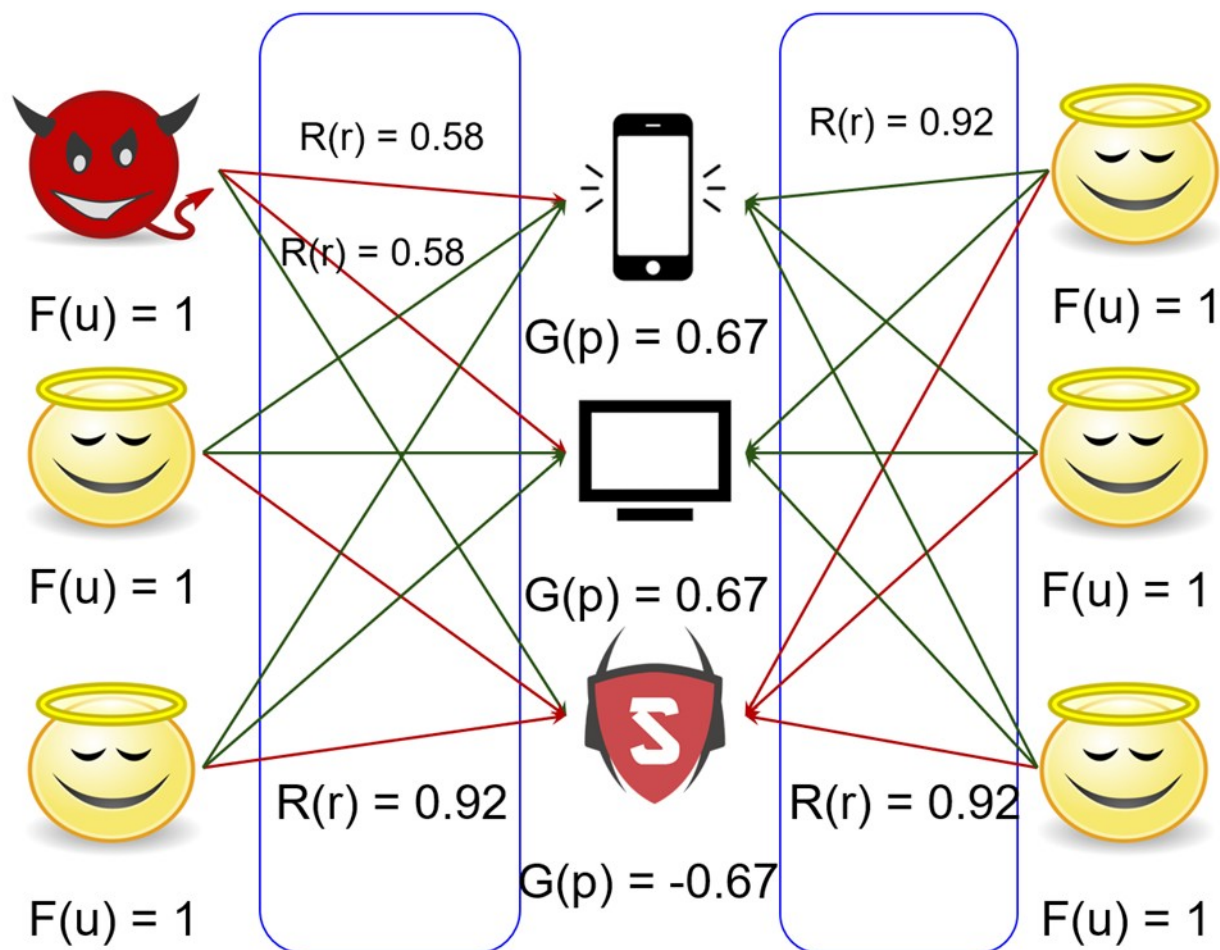 R(r) = 0.58
R(r) = 0.92
R(r) = 0.58
F(u) = 1
G(p) = 0.67
F(u) = 1
F(u) = 1
G(p) = 0.67
F(u) = 1
S
R(r) = 0.92
R(r) = 0.92
G(p) = -0.67
F(u) = 1
F(u) = 1